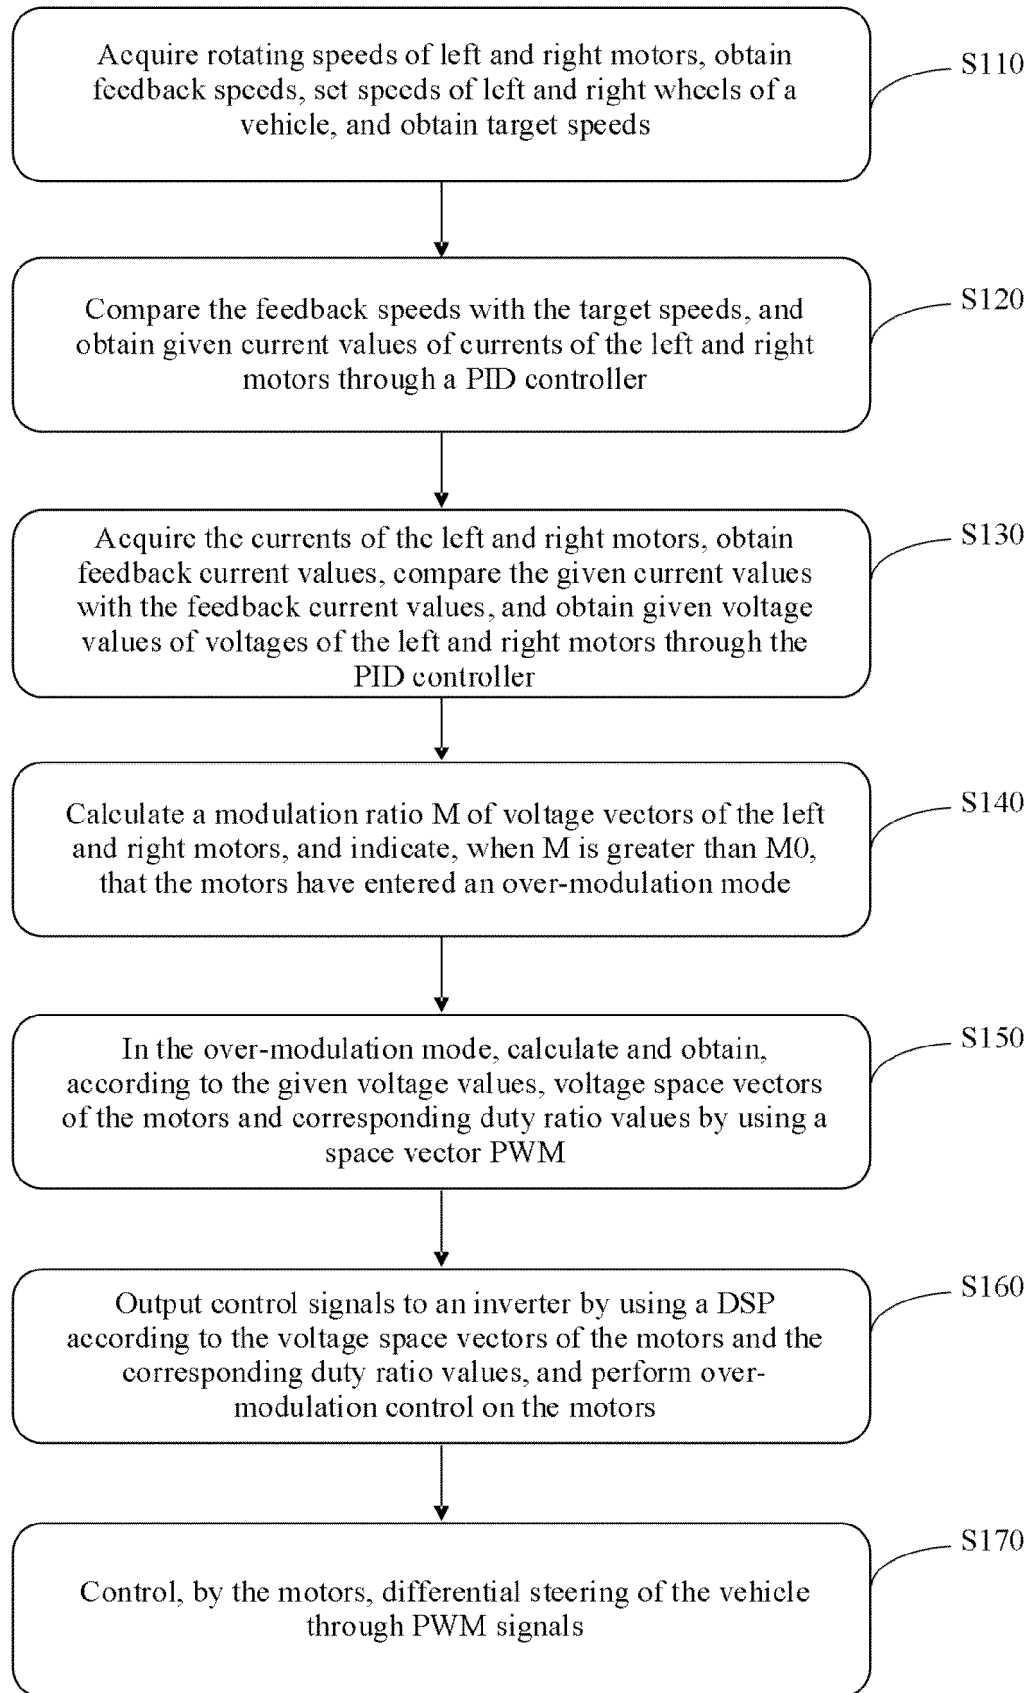 Acquire rotating speeds of left and right motors, obtain
feedback speeds, set speeds of left and right wheels of a
vehicle, and obtain target speeds
S110
Compare the feedback speeds with the target speeds, and
obtain given current values of currents of the left and right
motors through a PID controller
S120
Acquire the currents of the left and right motors, obtain
feedback current values, compare the given current values
with the feedback current values, and obtain given voltage
values of voltages of the left and right motors through the
PID controller
S130
Calculate a modulation ratio M of voltage vectors of the left
and right motors, and indicate, when M is greater than M0,
that the motors have entered an over-modulation mode
S140
In the over-modulation mode, calculate and obtain,
according to the given voltage values, voltage space vectors
of the motors and corresponding duty ratio values by using a
space vector PWM
S150
Output control signals to an inverter by using a DSP
according to the voltage space vectors of the motors and the
corresponding duty ratio values, and perform over-
modulation control on the motors
S160
Control, by the motors, differential steering of the vehicle
through PWM signals
S170